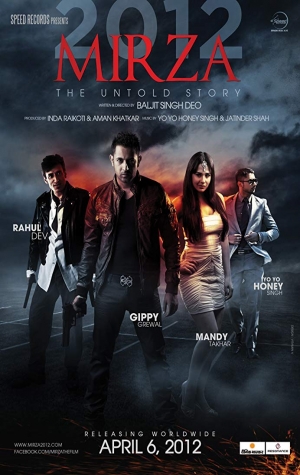 SPEED RECORDS PRESENTS
2012
MIRZA
THE UNTOLD STORY
WRITTEN & DIRECTED BY BALJIT SINGH DEO
PRODUCED BY INDA RAIKOTI & AMAN KHATKAR MUSIC BY YO YO HONEY SINGH & JATINDER SHAH
RAHUL
DEV
GIPPY
GREWAL
MANDY
TAKHAR
YO YO
HONEY
SINGH
RELEASING WORLDWIDE
WWW.MIRZA2012.COM
FACEBOOK.COM/MIRZATHEFILM
APRIL 6, 2012